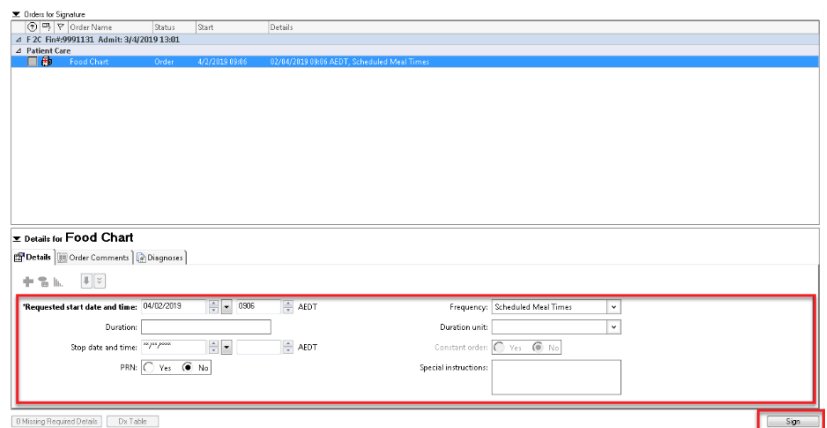 Orders for Signature
Order Name Status Start Details
F 2C Fin#:9991131 Admit: 3/4/2019 13:01
Patient Care
Food Chart Order 4/2/2019 09:06 02/04/2019 09:06 AEDT, Scheduled Meal Times
Details for Food Chart
Details Order Comments Diagnoses
*Requested start date and time: 04/02/2019 0906 AEDT Frequency: Scheduled Meal Times
Duration: Duration unit:
Stop date and time: **/**/**** AEDT Constant order: Yes No
PRN: Yes No Special instructions:
0 Missing Required Details Dx Table Sign